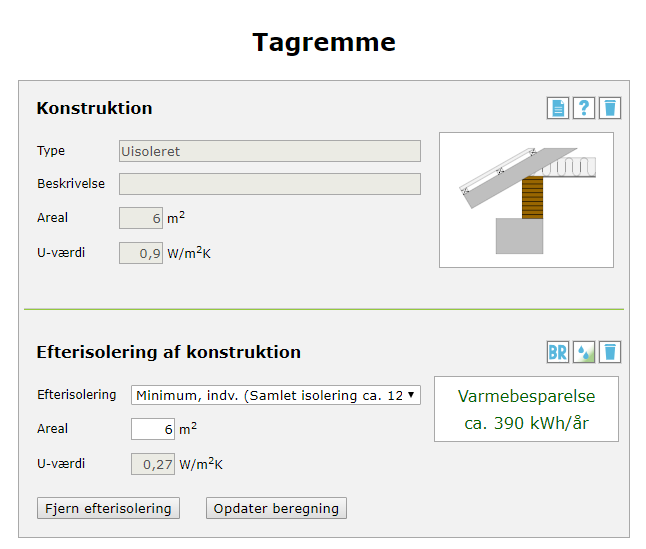 Tagremme
Konstruktion
?
Type Uisoleret
Beskrivelse
Areal 6 m²
U-værdi 0,9 W/m²K
Efterisolering af konstruktion
BR
Efterisolering Minimum, indv. (Samlet isolering ca. 12
Varmebesparelse
ca. 390 kWh/år
Areal 6 m²
U-værdi 0,27 W/m²K
Fjern efterisolering Opdater beregning